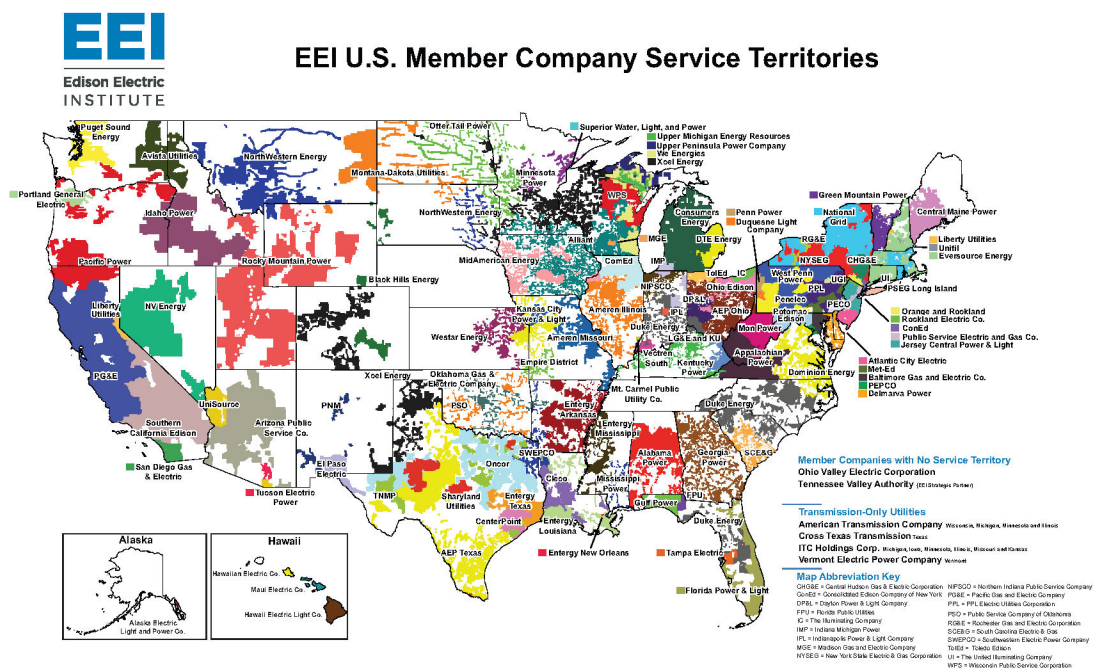 EEI
Edison Electric
INSTITUTE
EEI U.S. Member Company Service Territories
Puget Sound
Energy
Avista Utilities
NorthWestern Energy
Montana-Dakota Utilities
Otter Tail Power
Superior Water, Light, and Power
Minnesota
Power
Upper Michigan Energy Resources
Upper Peninsula Power Company
We Energies
Xcel Energy
Portland General
Electric
Idaho Power
NorthWestern Energy
WPS
Consumers
Energy
Penn Power
Duquesne Light
Company
Green Mountain Power
National
Grid
Central Maine Power
Pacific Power
Rocky Mountain Power
MidAmerican Energy
Alliant
MGE
DTE Energy
RG&E
NYSEG
CHG&E
Liberty Utilities
Unitil
Eversource Energy
Black Hills Energy
ComEd
IMP
TolEd
IC
West Penn
Power
UGI
UI
PSEG Long Island
Liberty
Utilities
NV Energy
NIPSCO
Ohio Edison
PPL
Penelec
PECO
Kansas City
Power & Light
Ameren Illinois
DP&L
IPL
AEP Ohio
Potomac
Edison
Orange and Rockland
Rockland Electric Co.
ConEd
Public Service Electric and Gas Co.
Jersey Central Power & Light
Westar Energy
Ameren Missouri
Duke Energy
Mon Power
LG&E and KU
PG&E
Empire District
Vectren
South
Kentucky
Power
Appalachian
Power
Dominion Energy
Atlantic City Electric
Met-Ed
Baltimore Gas and Electric Co.
PEPCO
Delmarva Power
Xcel Energy
Oklahoma Gas &
Electric Company
Mt. Carmel Public
Utility Co.
UniSource
PNM
PSO
Entergy
Arkansas
Duke Energy
Southern
California Edison
Arizona Public
Service Co.
Entergy
Mississippi
SWEPCO
Alabama
Power
Georgia
Power
SCE&G
San Diego Gas
& Electric
El Paso
Electric
Oncor
Cleco
Mississippi
Power
Tucson Electric
Power
TNMP
Sharyland
Utilities
Entergy
Texas
Gulf Power
FPU
CenterPoint
Entergy
Louisiana
Duke Energy
AEP Texas
Entergy New Orleans
Tampa Electric
Florida Power & Light
Alaska
Alaska Electric
Light and Power Co.
Hawaii
Hawaiian Electric Co.
Maui Electric Co.
Hawaii Electric Light Co.
Member Companies with No Service Territory
Ohio Valley Electric Corporation
Tennessee Valley Authority (EEI Strategic Partner)
Transmission-Only Utilities
American Transmission Company Wisconsin, Michigan, Minnesota and Illinois
Cross Texas Transmission Texas
ITC Holdings Corp. Michigan, Iowa, Minnesota, Illinois, Missouri and Kansas
Vermont Electric Power Company Vermont
Map Abbreviation Key
CHG&E = Central Hudson Gas & Electric Corporation
ConEd = Consolidated Edison Company of New York
DP&L = Dayton Power & Light Company
FPU = Florida Public Utilities
IC = The Illuminating Company
IMP = Indiana Michigan Power
IPL = Indianapolis Power & Light Company
MGE = Madison Gas and Electric Company
NYSEG = New York State Electric & Gas Corporation
NIPSCO = Northern Indiana Public Service Company
PG&E = Pacific Gas and Electric Company
PPL = PPL Electric Utilities Corporation
PSO = Public Service Company of Oklahoma
RG&E = Rochester Gas and Electric Corporation
SCE&G = South Carolina Electric & Gas
SWEPCO = Southwestern Electric Power Company
TolEd = Toledo Edison
UI = The United Illuminating Company
WPS = Wisconsin Public Service Corporation